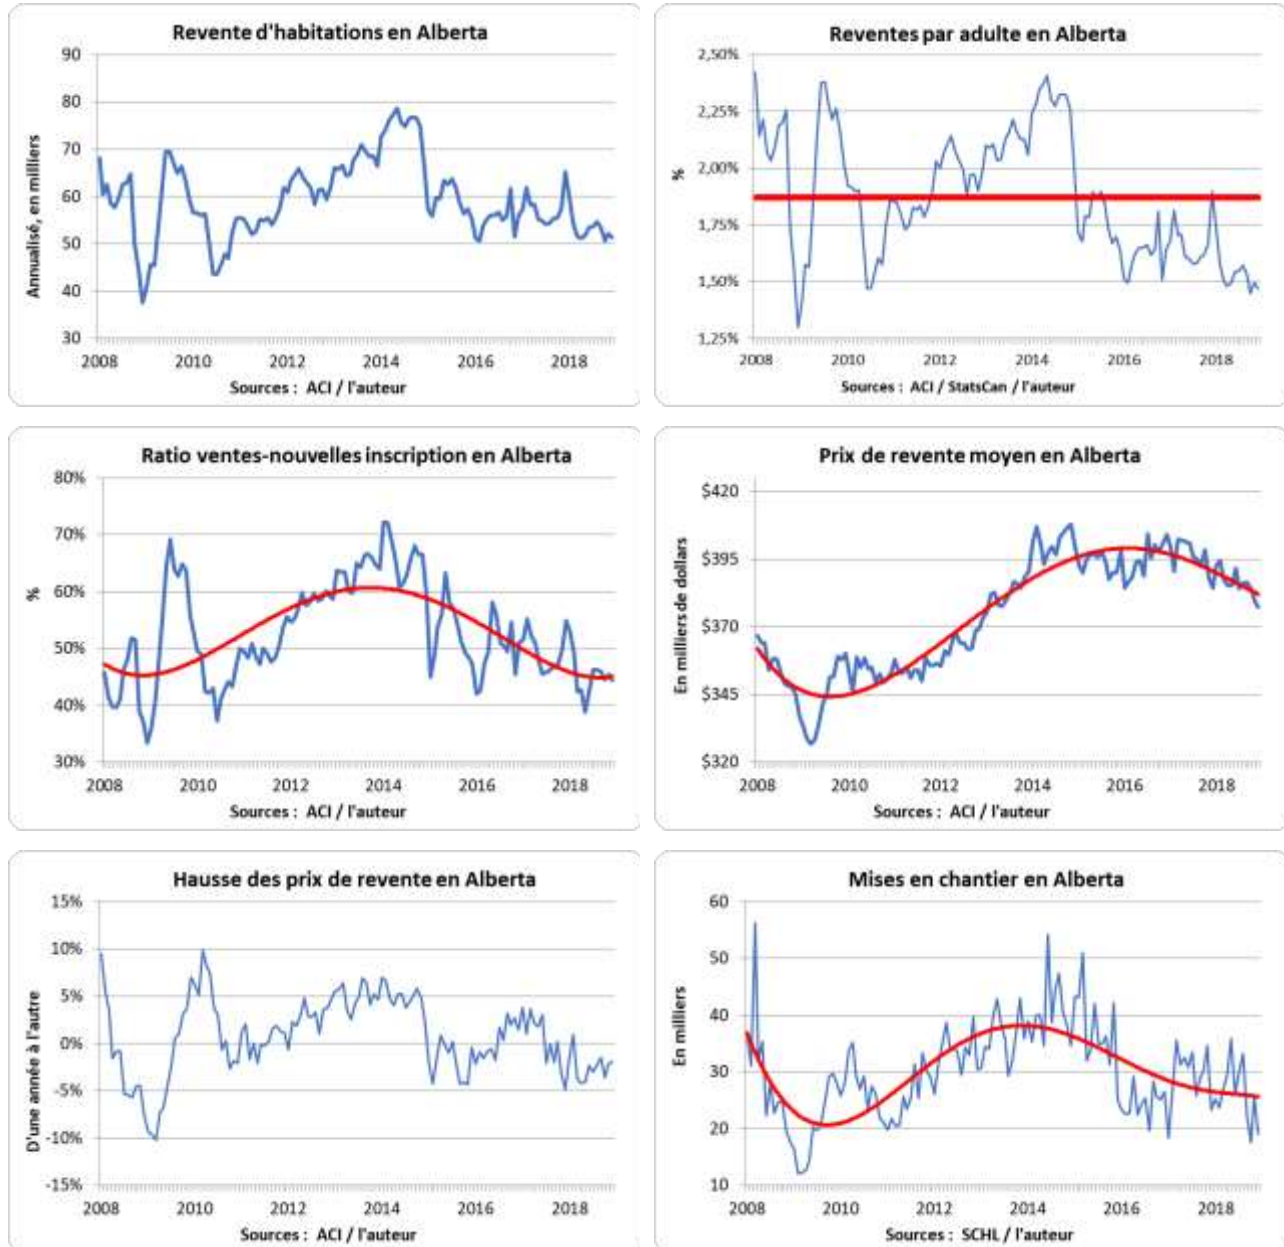 Revente d'habitations en Alberta
Annualisé, en milliers
90
80
70
60
50
40
30
2008 2010 2012 2014 2016 2018
Sources : ACI / l'auteur
Reventes par adulte en Alberta
%
2,50%
2,25%
2,00%
1,75%
1,50%
1,25%
2008 2010 2012 2014 2016 2018
Sources : ACI / StatsCan / l'auteur
Ratio ventes-nouvelles inscription en Alberta
%
80%
70%
60%
50%
40%
30%
2008 2010 2012 2014 2016 2018
Sources : ACI / l'auteur
Prix de revente moyen en Alberta
En milliers de dollars
$420
$395
$370
$345
$320
2008 2010 2012 2014 2016 2018
Sources : ACI / l'auteur
Hausse des prix de revente en Alberta
D'une année à l'autre
15%
10%
5%
0%
-5%
-10%
-15%
2008 2010 2012 2014 2016 2018
Sources : ACI / l'auteur
Mises en chantier en Alberta
En milliers
60
50
40
30
20
10
2008 2010 2012 2014 2016 2018
Sources : SCHL / l'auteur